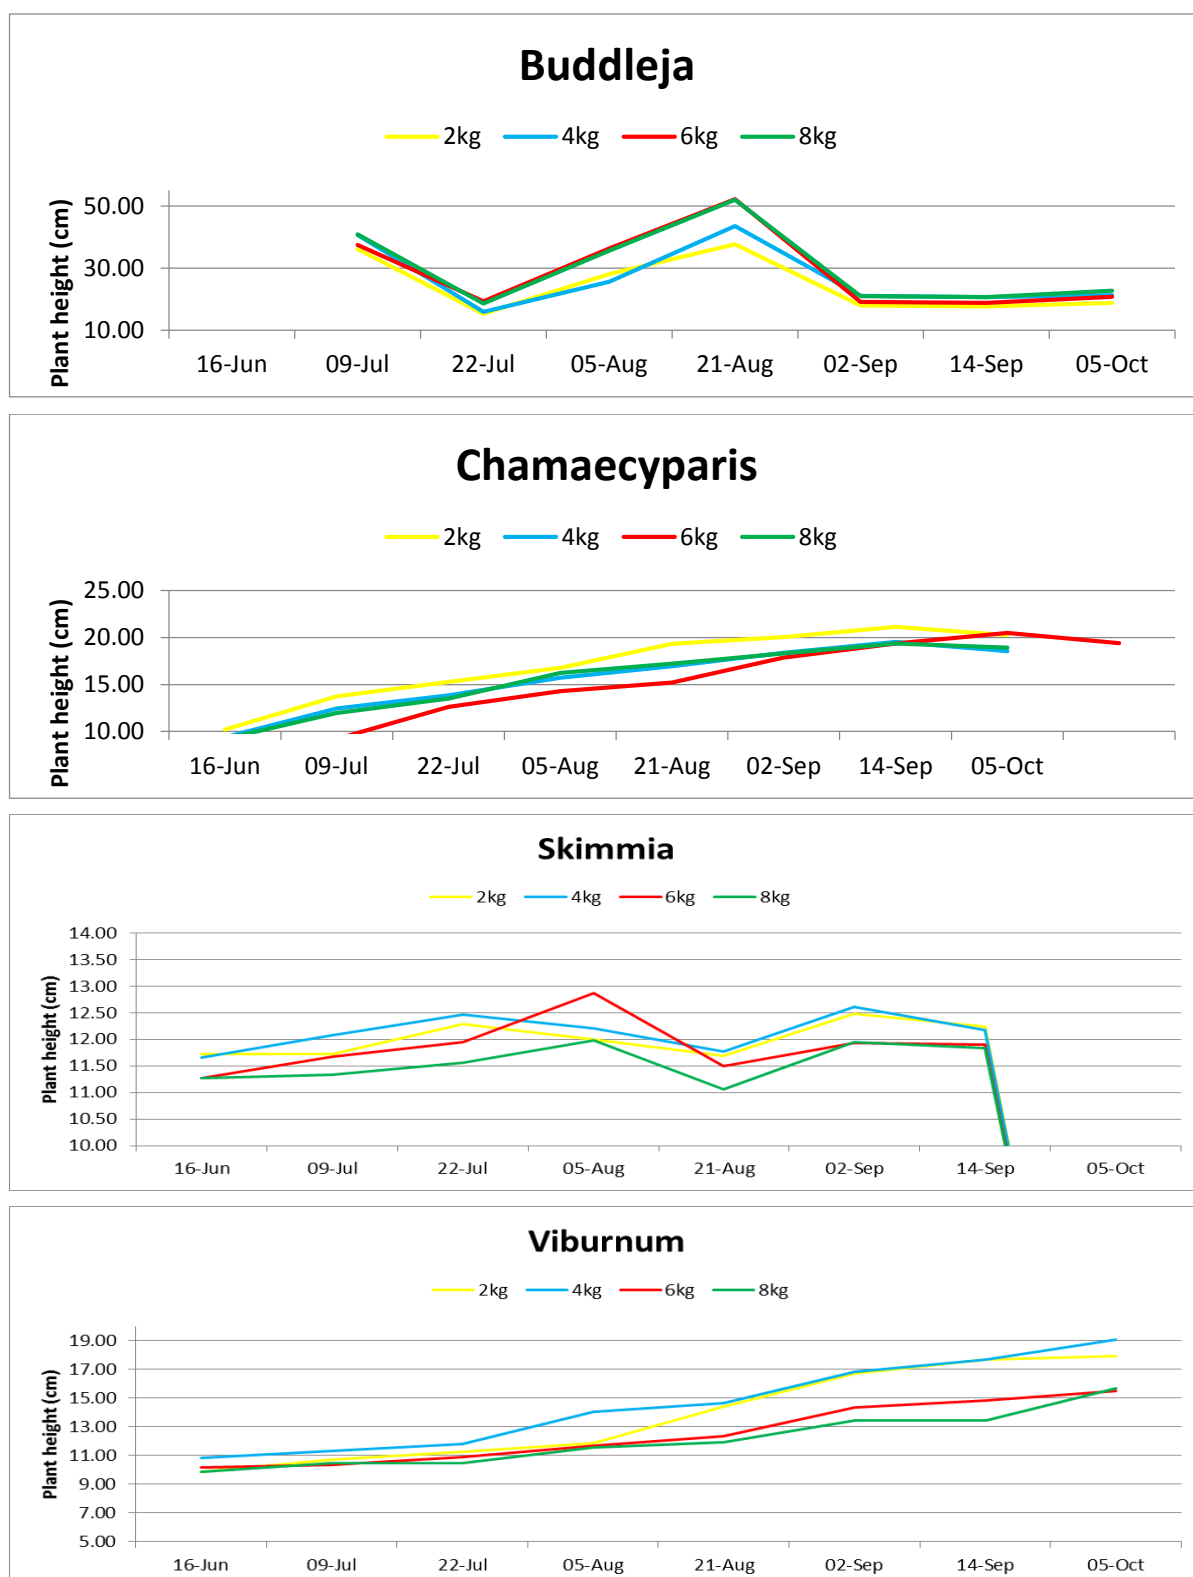 Buddleja
2kg 4kg 6kg 8kg
Plant height (cm)
50.00
30.00
10.00
16-Jun 09-Jul 22-Jul 05-Aug 21-Aug 02-Sep 14-Sep 05-Oct
Chamaecyparis
2kg 4kg 6kg 8kg
Plant height (cm)
25.00
20.00
15.00
10.00
16-Jun 09-Jul 22-Jul 05-Aug 21-Aug 02-Sep 14-Sep 05-Oct
Skimmia
2kg 4kg 6kg 8kg
Plant height (cm)
14.00
13.50
13.00
12.50
12.00
11.50
11.00
10.50
10.00
16-Jun 09-Jul 22-Jul 05-Aug 21-Aug 02-Sep 14-Sep 05-Oct
Viburnum
2kg 4kg 6kg 8kg
Plant height (cm)
19.00
17.00
15.00
13.00
11.00
9.00
7.00
5.00
16-Jun 09-Jul 22-Jul 05-Aug 21-Aug 02-Sep 14-Sep 05-Oct